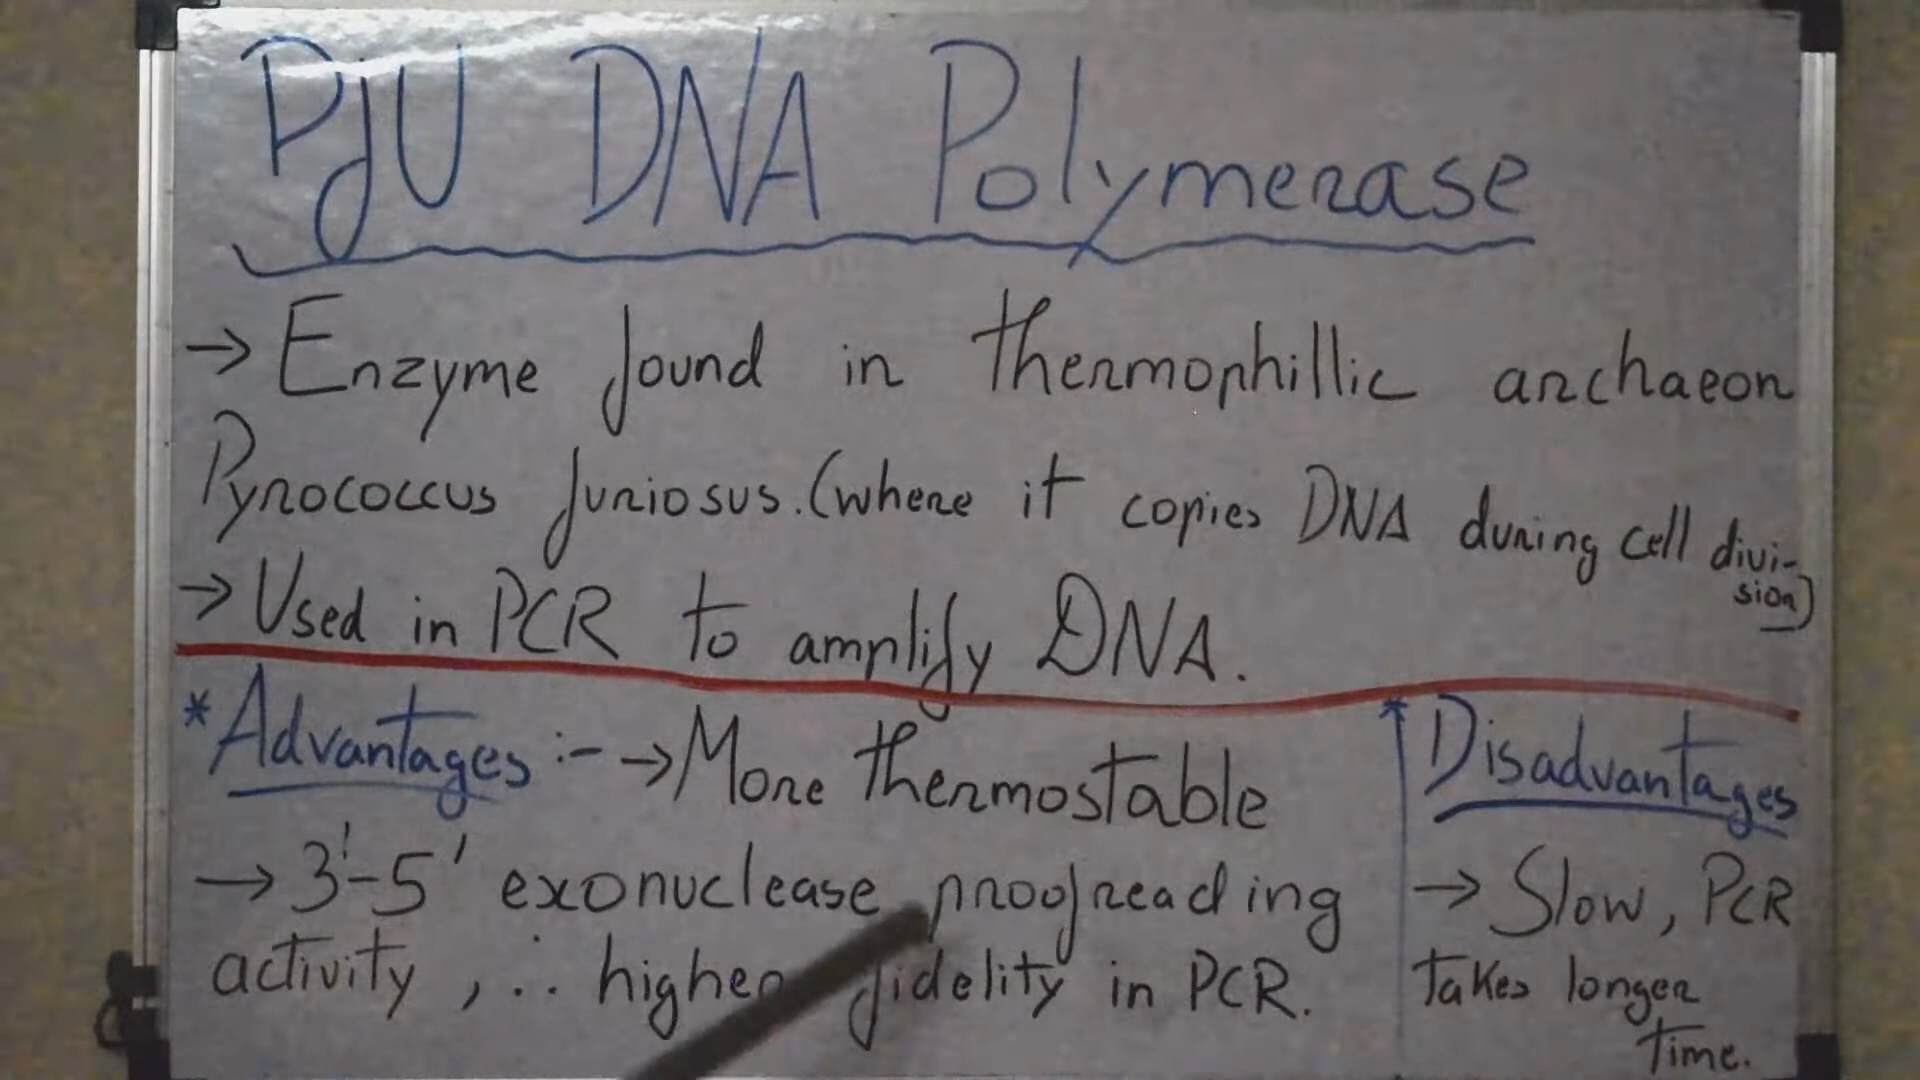 PfU DNA Polymerase
→ Enzyme found in thermophillic archaeon
Pyrococcus furiosus. (where it copies DNA during cell divi-
sion)
→ Used in PCR to amplify DNA.
* Advantages :- → More thermostable
→ 3'-5' exonuclease proofreading
activity, ∴ higher fidelity in PCR.
* Disadvantages
→ Slow, PCR
takes longer
time.